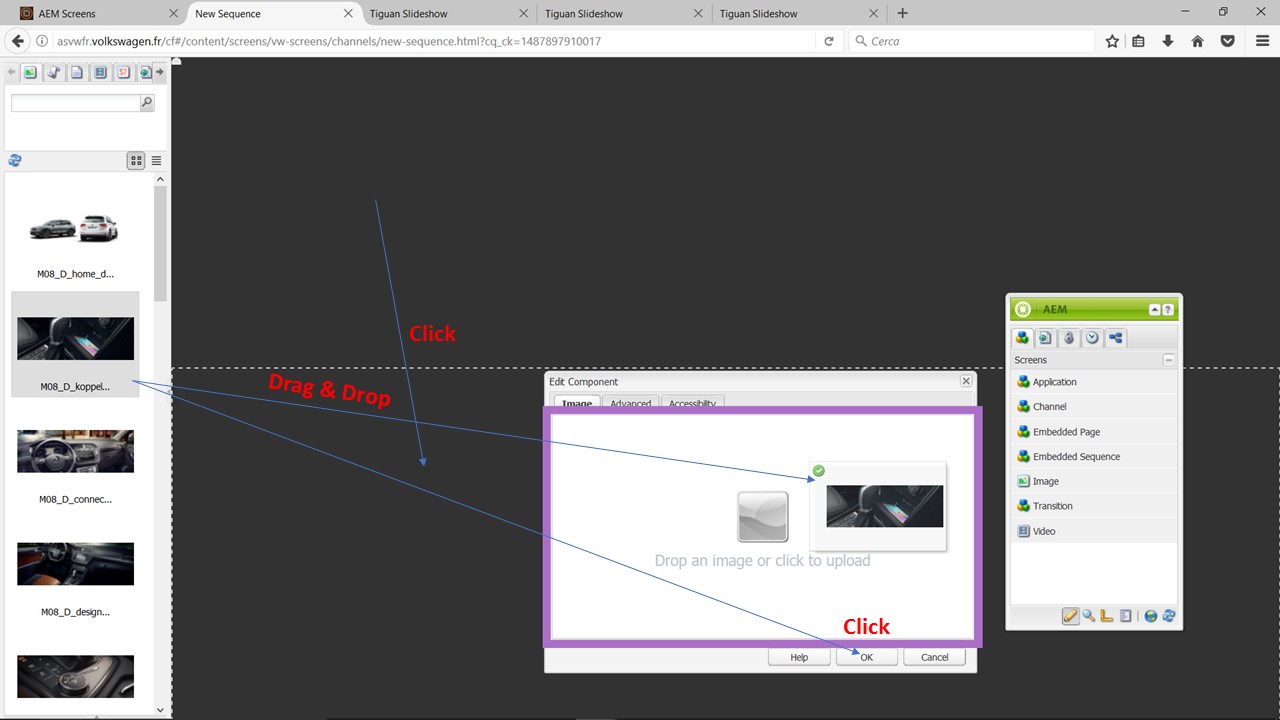 AEM Screens
New Sequence
Tiguan Slideshow
Tiguan Slideshow
Tiguan Slideshow
asvwfr.volkswagen.fr/cf#/content/screens/vw-screens/channels/new-sequence.html?cq_ck=1487897910017
Cerca
M08_D_home_d...
M08_D_koppel...
M08_D_connec...
M08_D_design...
Click
Drag & Drop
Edit Component
Image
Advanced
Accessibility
Drop an image or click to upload
Click
Help
OK
Cancel
AEM
?
Screens
Application
Channel
Embedded Page
Embedded Sequence
Image
Transition
Video